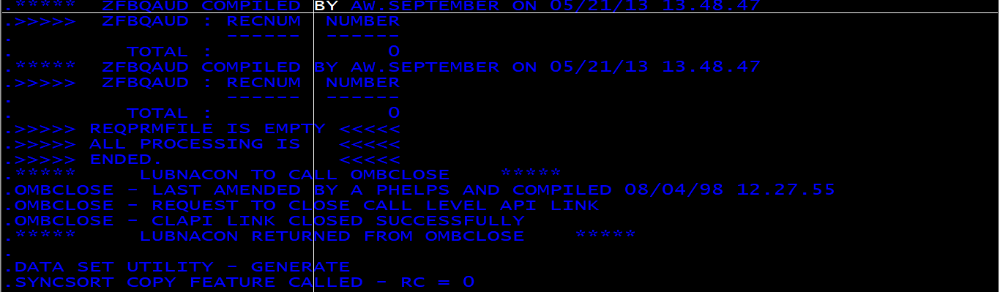 .*****  ZFBQAUD COMPILED BY AW.SEPTEMBER ON 05/21/13 13.48.47
.>>>>>  ZFBQAUD : RECNUM  NUMBER
.                 ------  ------
.         TOTAL :              0
.*****  ZFBQAUD COMPILED BY AW.SEPTEMBER ON 05/21/13 13.48.47
.>>>>>  ZFBQAUD : RECNUM  NUMBER
.                 ------  ------
.         TOTAL :              0
.>>>>> REQPRMFILE IS EMPTY <<<<<
.>>>>> ALL PROCESSING IS   <<<<<
.>>>>> ENDED.              <<<<<
.*****     LUBNACON TO CALL OMBCLOSE    *****
.OMBCLOSE - LAST AMENDED BY A PHELPS AND COMPILED 08/04/98 12.27.55
.OMBCLOSE - REQUEST TO CLOSE CALL LEVEL API LINK
.OMBCLOSE - CLAPI LINK CLOSED SUCCESSFULLY
.*****     LUBNACON RETURNED FROM OMBCLOSE    *****
.
.DATA SET UTILITY - GENERATE
.SYNCSORT COPY FEATURE CALLED - RC = 0